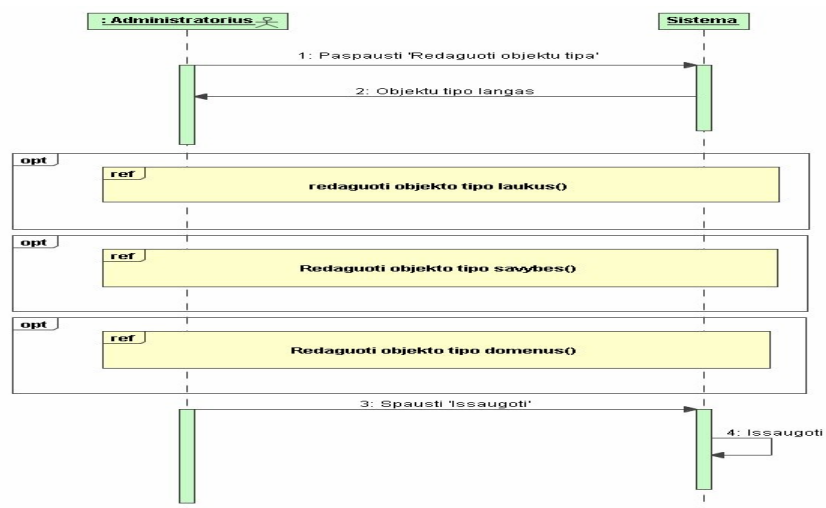 : Administratorius
Sistema
1: Paspausti 'Redaguoti objektu tipa'
2: Objektu tipo langas
opt
ref
redaguoti objekto tipo laukus()
opt
ref
Redaguoti objekto tipo savybes()
opt
ref
Redaguoti objekto tipo domenus()
3: Spausti 'Issaugoti'
4: Issaugoti